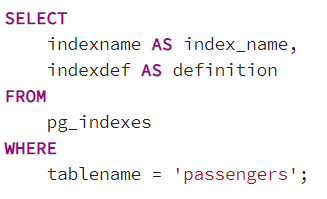 SELECT
    indexname AS index_name,
    indexdef AS definition
FROM
    pg_indexes
WHERE
    tablename = 'passengers';